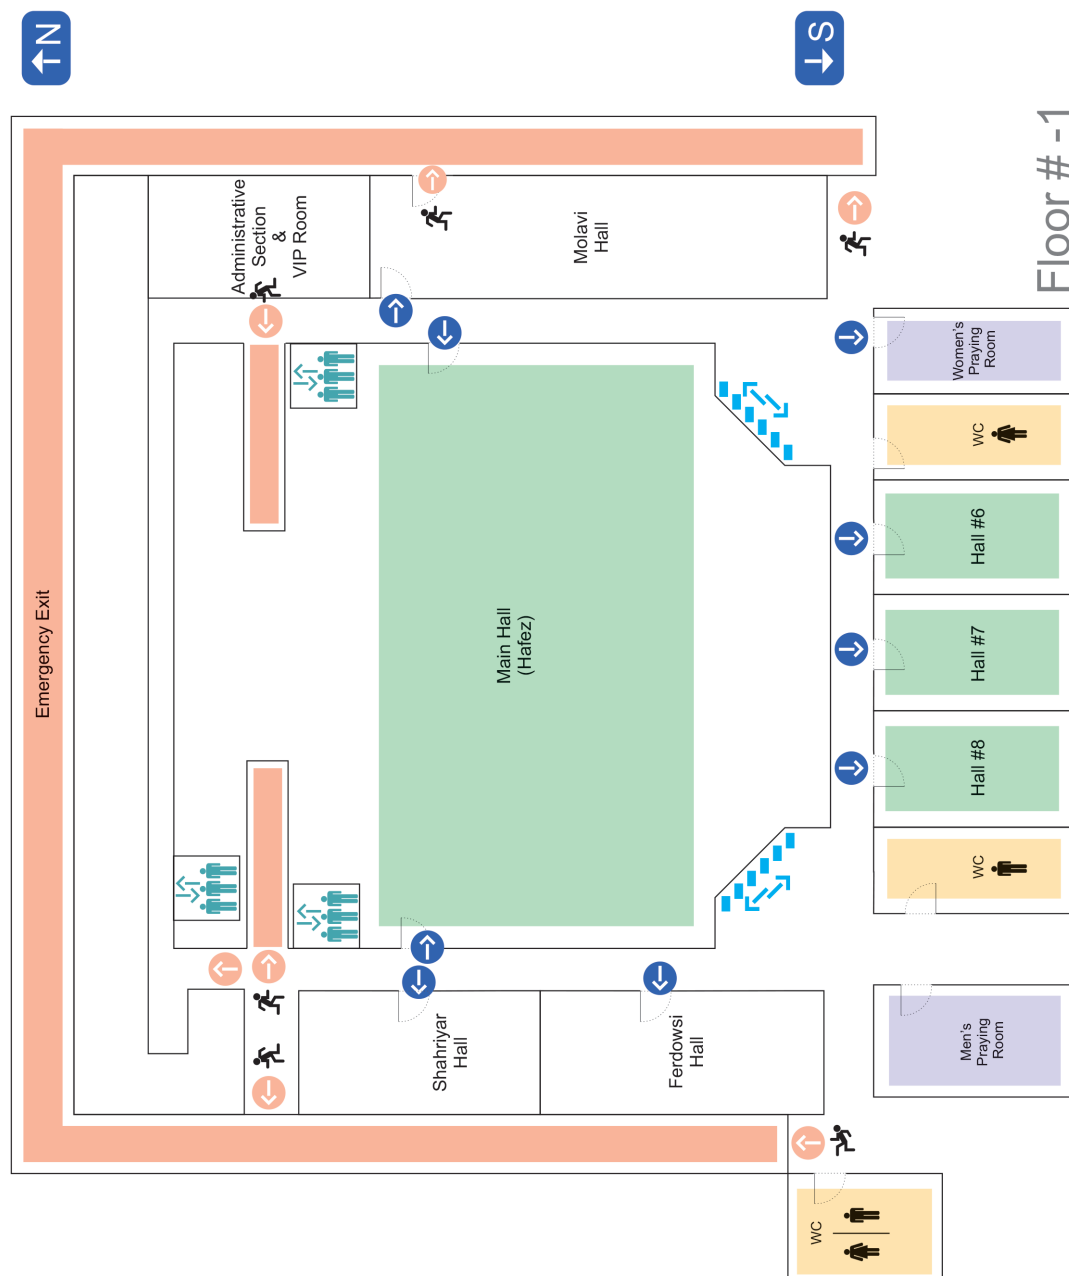 N
S
Floor # -1
Emergency Exit
Administrative
Section
&
VIP Room
Molavi
Hall
Main Hall
(Hafez)
Shahriyar
Hall
Ferdowsi
Hall
Women's
Praying
Room
WC
Hall #6
Hall #7
Hall #8
WC
Men's
Praying
Room
WC